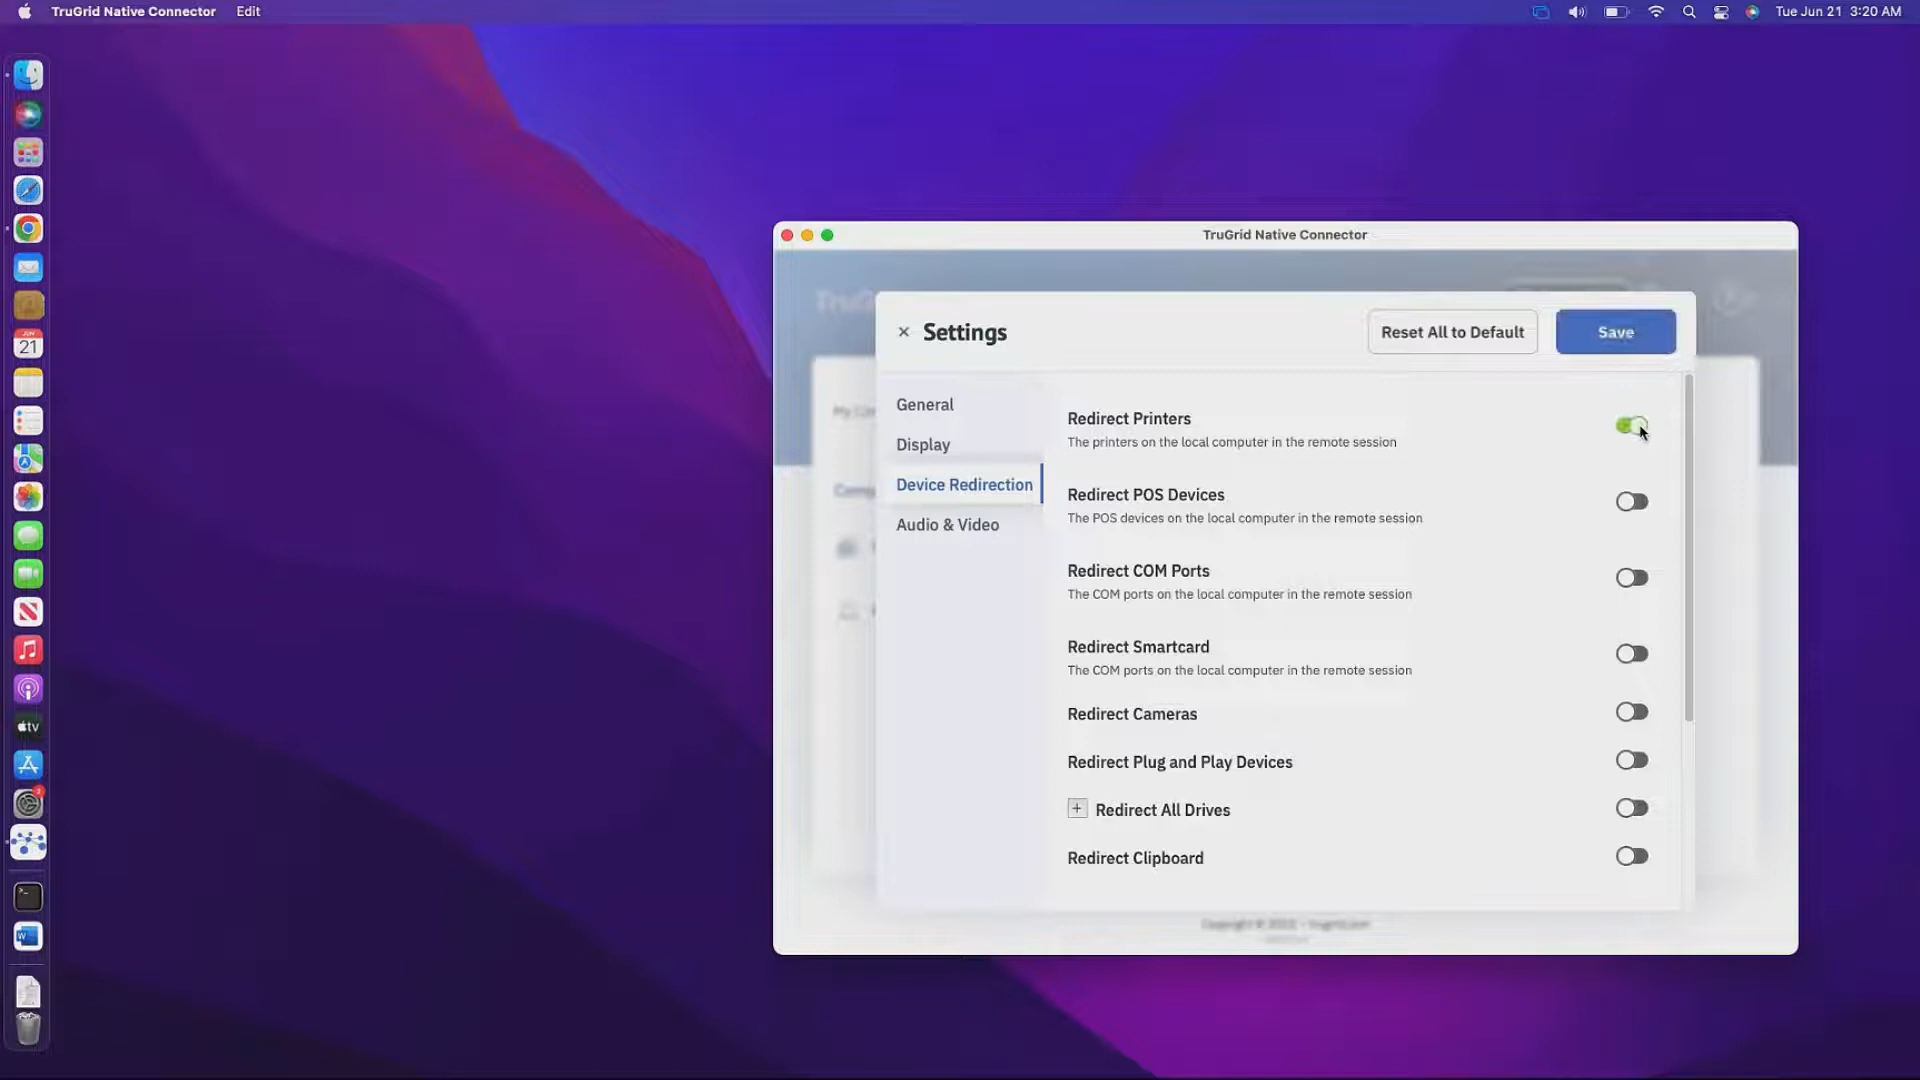 TruGrid Native Connector Edit
Tue Jun 21 3:20 AM
TruGrid Native Connector
× Settings
Reset All to Default
Save
General
Display
Device Redirection
Audio & Video
Redirect Printers
The printers on the local computer in the remote session
Redirect POS Devices
The POS devices on the local computer in the remote session
Redirect COM Ports
The COM ports on the local computer in the remote session
Redirect Smartcard
The COM ports on the local computer in the remote session
Redirect Cameras
Redirect Plug and Play Devices
+ Redirect All Drives
Redirect Clipboard
JUN
21
tv
2
W